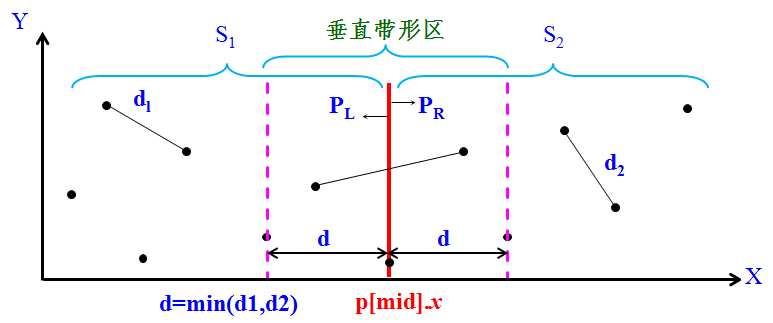 Y
垂直带形区
S1
S2
d1
PL
PR
d2
d
d
X
d=min(d1,d2)
p[mid].x